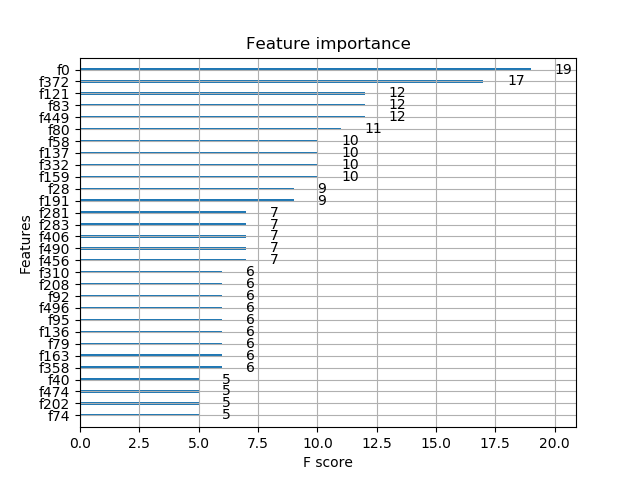 Feature importance
f0 19
f372 17
f121 12
f83 12
f449 12
f80 11
f58 10
f137 10
f332 10
f159 10
f28 9
f191 9
f281 7
f283 7
f406 7
f490 7
f456 7
f310 6
f208 6
f92 6
f496 6
f95 6
f136 6
f79 6
f163 6
f358 6
f40 5
f474 5
f202 5
f74 5
Features
0.0 2.5 5.0 7.5 10.0 12.5 15.0 17.5 20.0
F score